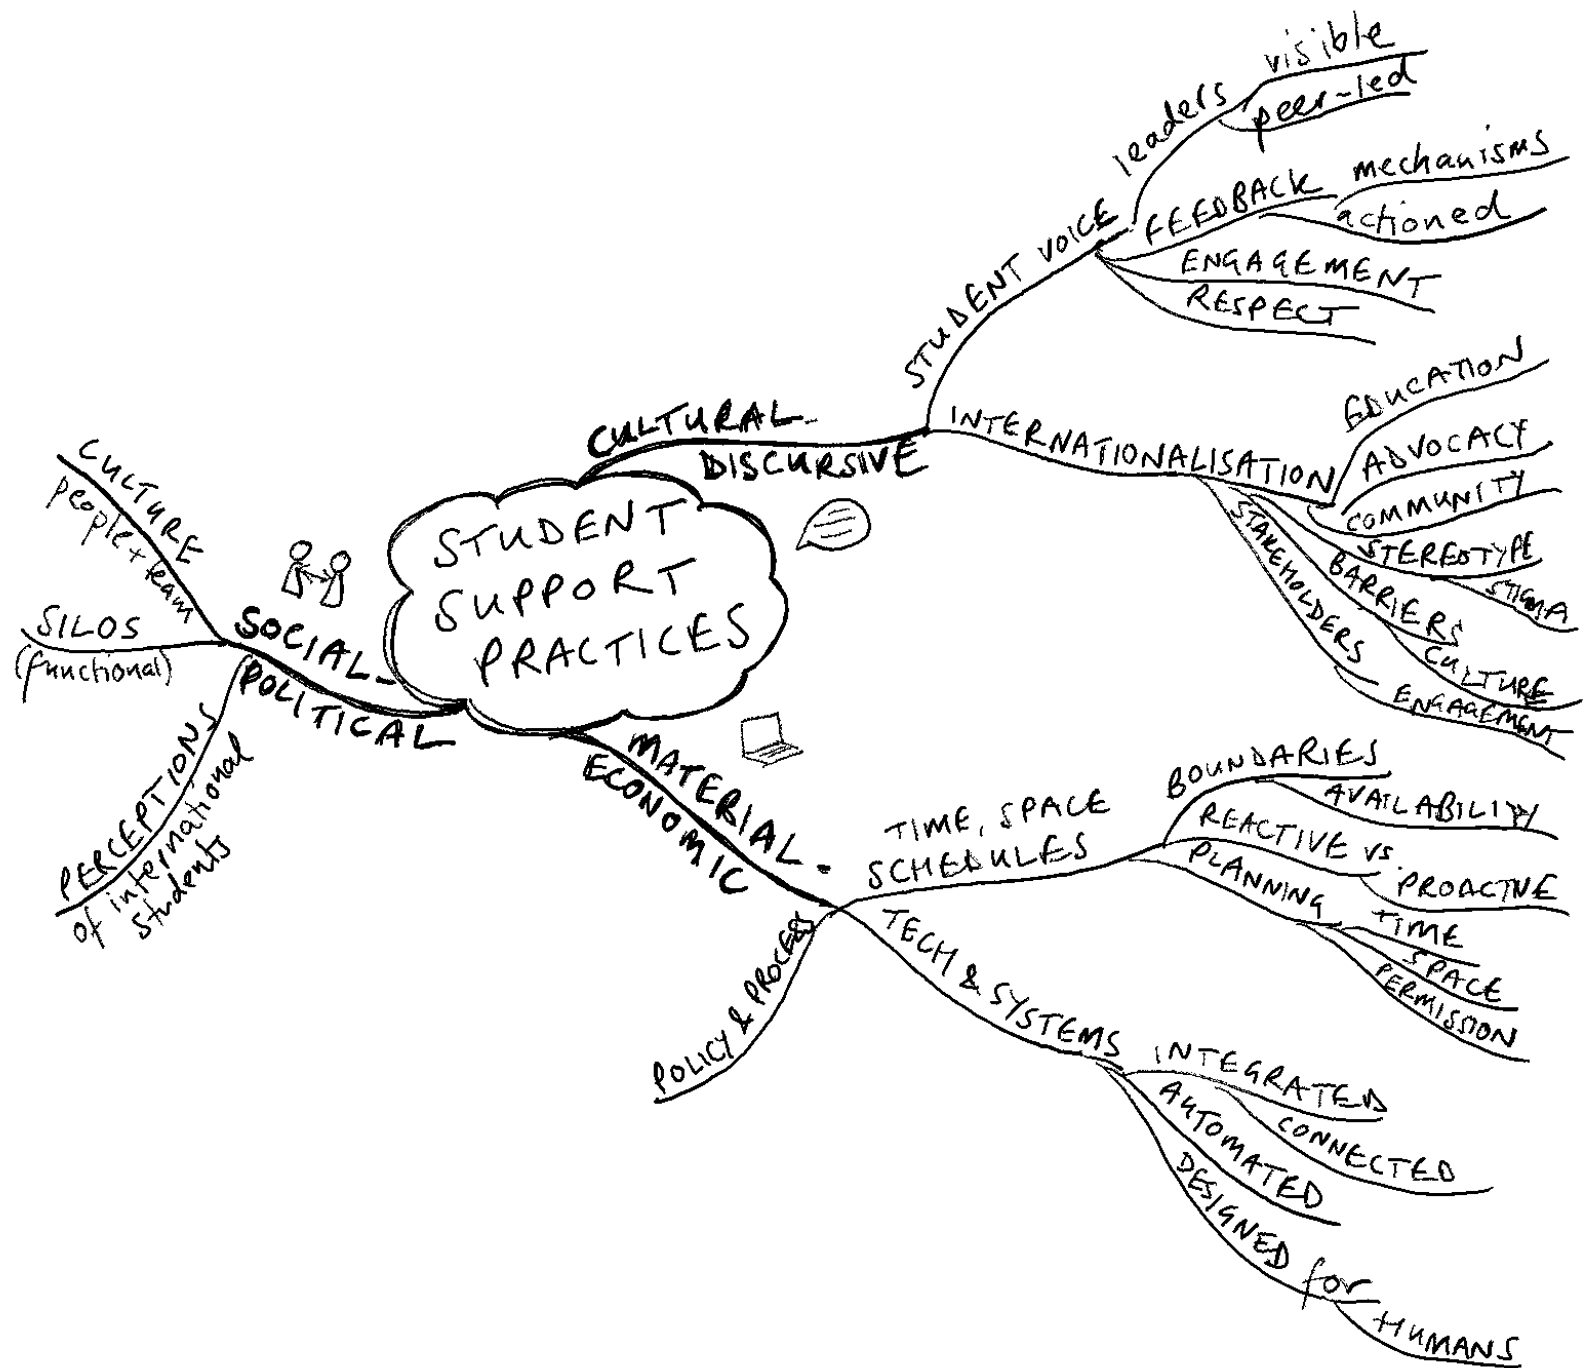 STUDENT
SUPPORT
PRACTICES
CULTURAL-
DISCURSIVE
STUDENT VOICE
leaders
visible
peer-led
FEEDBACK
mechanisms
actioned
ENGAGEMENT
RESPECT
INTERNATIONALISATION
EDUCATION
ADVOCACY
COMMUNITY
STEREOTYPE
STIGMA
BARRIERS
CULTURE
STAKEHOLDERS
ENGAGEMENT
MATERIAL-
ECONOMIC
TIME, SPACE
SCHEDULES
BOUNDARIES
AVAILABILITY
REACTIVE vs.
PROACTIVE
PLANNING
TIME
SPACE
PERMISSION
TECH & SYSTEMS
INTEGRATED
CONNECTED
AUTOMATED
DESIGNED for
HUMANS
POLICY & PROCESS
SOCIAL-
POLITICAL
CULTURE
people + team
SILOS
(functional)
PERCEPTIONS
of international
students